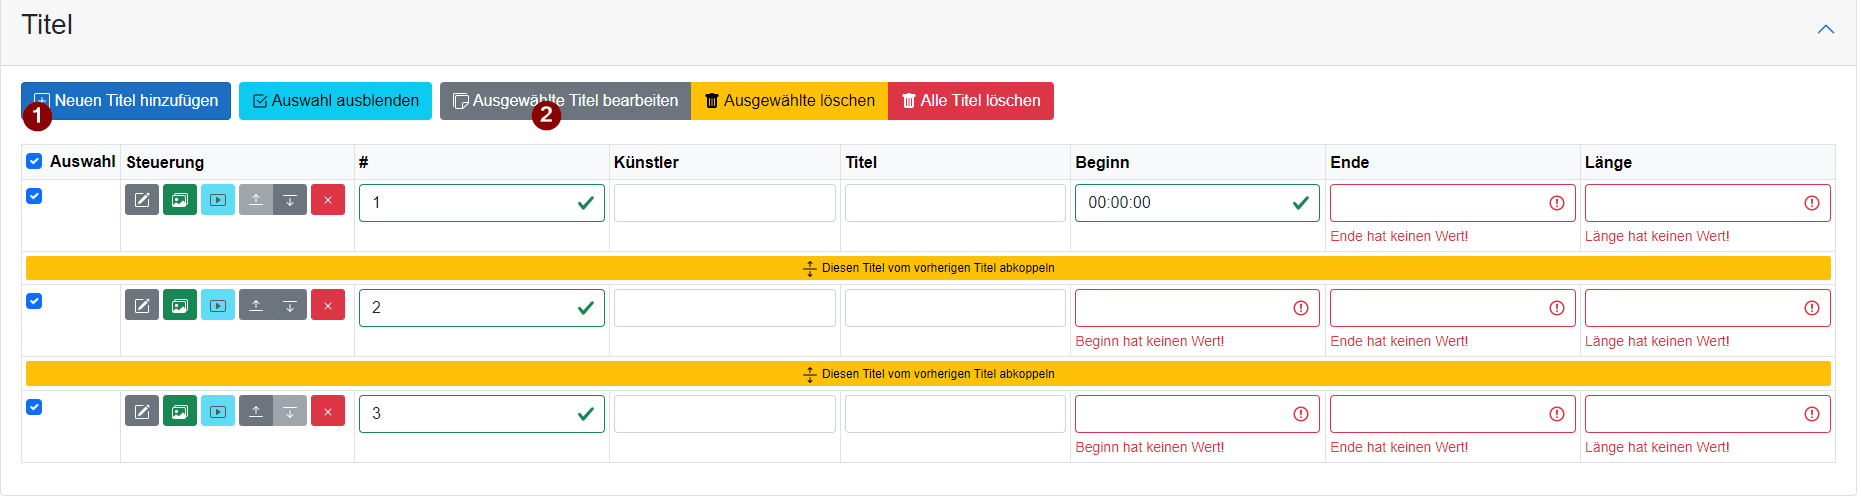 Titel
Neuen Titel hinzufügen Auswahl ausblenden Ausgewählte Titel bearbeiten Ausgewählte löschen Alle Titel löschen
1 2
Auswahl Steuerung # Künstler Titel Beginn Ende Länge
1 00:00:00
Ende hat keinen Wert! Länge hat keinen Wert!
Diesen Titel vom vorherigen Titel abkoppeln
2
Beginn hat keinen Wert! Ende hat keinen Wert! Länge hat keinen Wert!
Diesen Titel vom vorherigen Titel abkoppeln
3
Beginn hat keinen Wert! Ende hat keinen Wert! Länge hat keinen Wert!